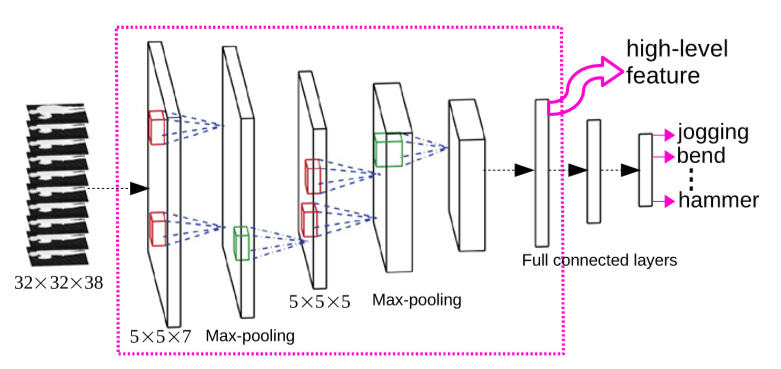 high-level
feature
jogging
bend
hammer
Full connected layers
32×32×38
5×5×5
Max-pooling
5×5×7
Max-pooling